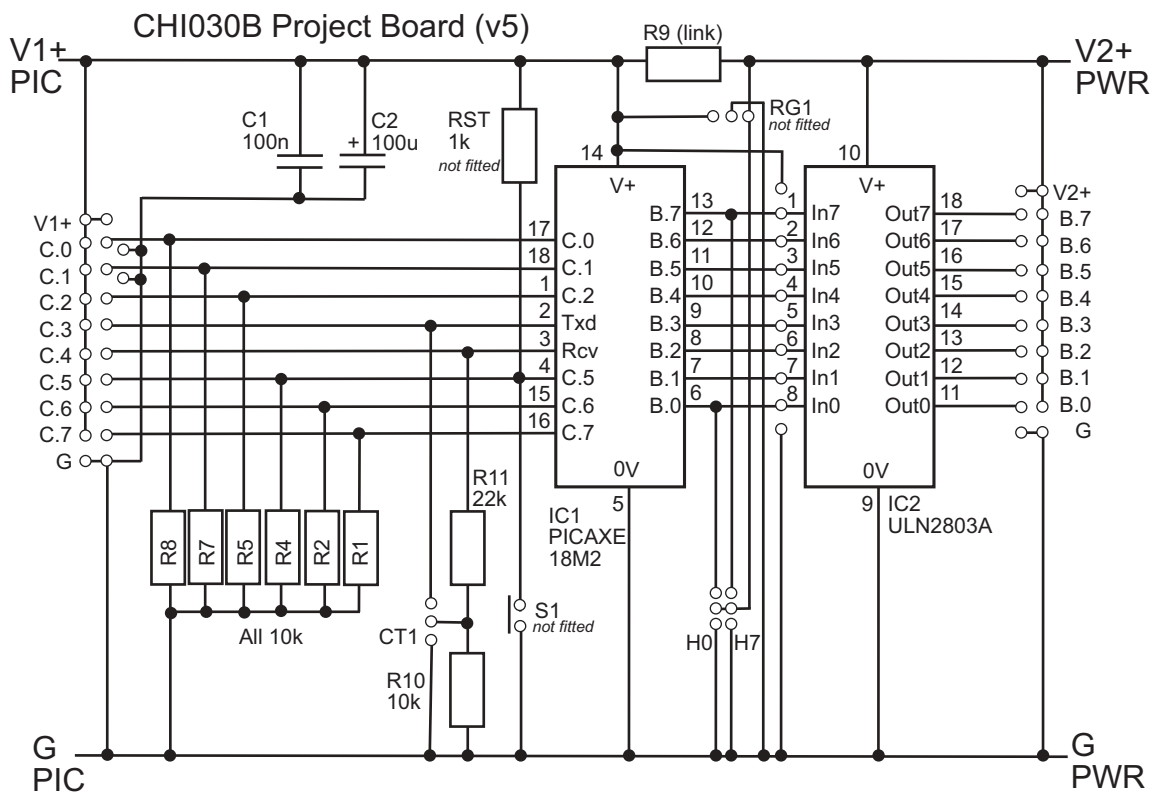 CHI030B Project Board (v5)
V1+
PIC
R9 (link)
V2+
PWR
C1
100n
C2
100u
+
RST
1k
not fitted
RG1
not fitted
14
V+
10
V+
V1+
C.0
C.1
C.2
C.3
C.4
C.5
C.6
C.7
G
17
18
1
2
3
4
15
16
C.0
C.1
C.2
Txd
Rcv
C.5
C.6
C.7
B.7
B.6
B.5
B.4
B.3
B.2
B.1
B.0
13
12
11
10
9
8
7
6
1
2
3
4
5
6
7
8
In7
In6
In5
In4
In3
In2
In1
In0
Out7
Out6
Out5
Out4
Out3
Out2
Out1
Out0
18
17
16
15
14
13
12
11
V2+
B.7
B.6
B.5
B.4
B.3
B.2
B.1
B.0
G
0V
5
IC1
PICAXE
18M2
0V
9
IC2
ULN2803A
R8
R7
R5
R4
R2
R1
All 10k
R11
22k
CT1
R10
10k
S1
not fitted
H0
H7
G
PIC
G
PWR